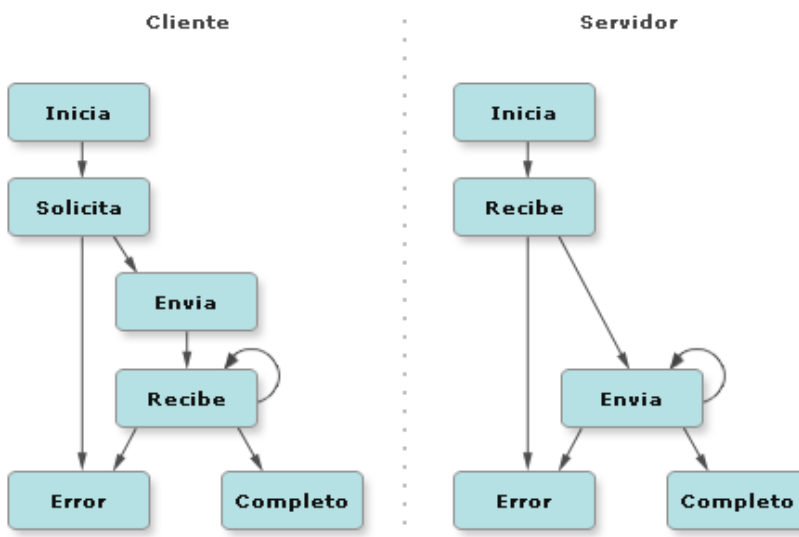 Cliente
Servidor
Inicia
Inicia
Solicita
Recibe
Envia
Recibe
Envia
Error
Completo
Error
Completo